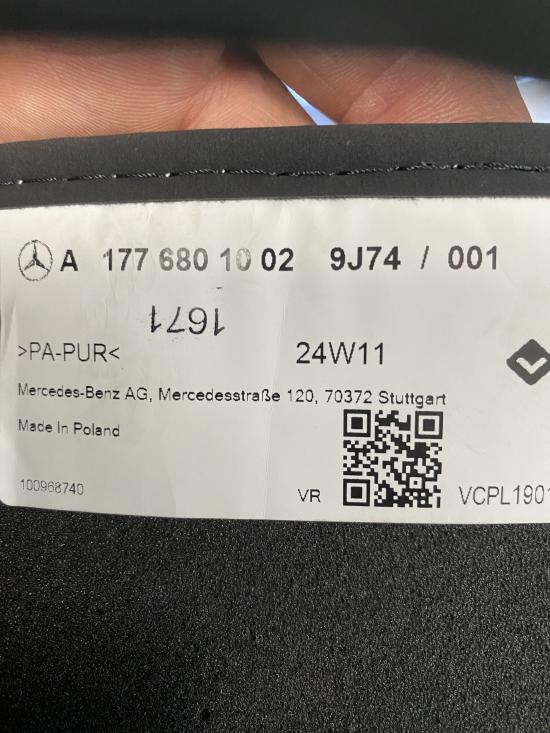 A 177 680 10 02 9J74 / 001
1671
>PA-PUR< 24W11
Mercedes-Benz AG, Mercedesstraße 120, 70372 Stuttgart
Made In Poland
100968740 VR VCPL1901